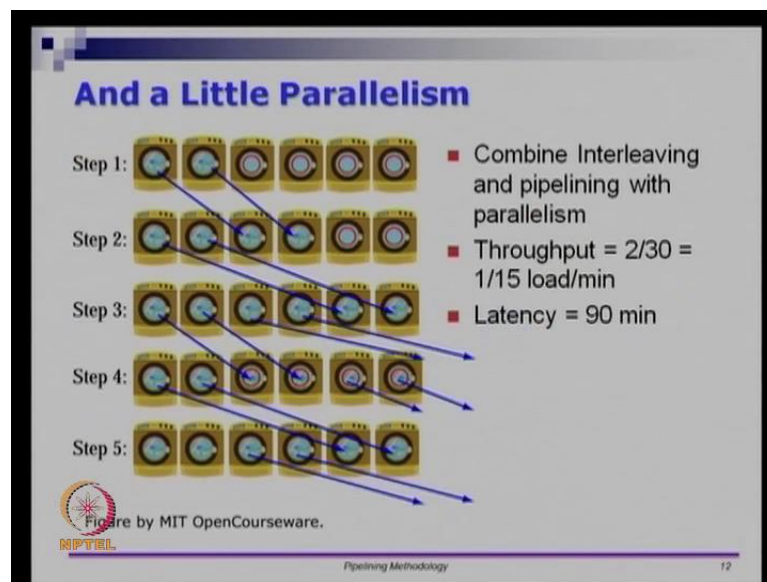 And a Little Parallelism
Step 1:
Step 2:
Step 3:
Step 4:
Step 5:
Combine Interleaving
and pipelining with
parallelism
Throughput = 2/30 =
1/15 load/min
Latency = 90 min
Figure by MIT OpenCourseware.
NPTEL
Pipelining Methodology
12